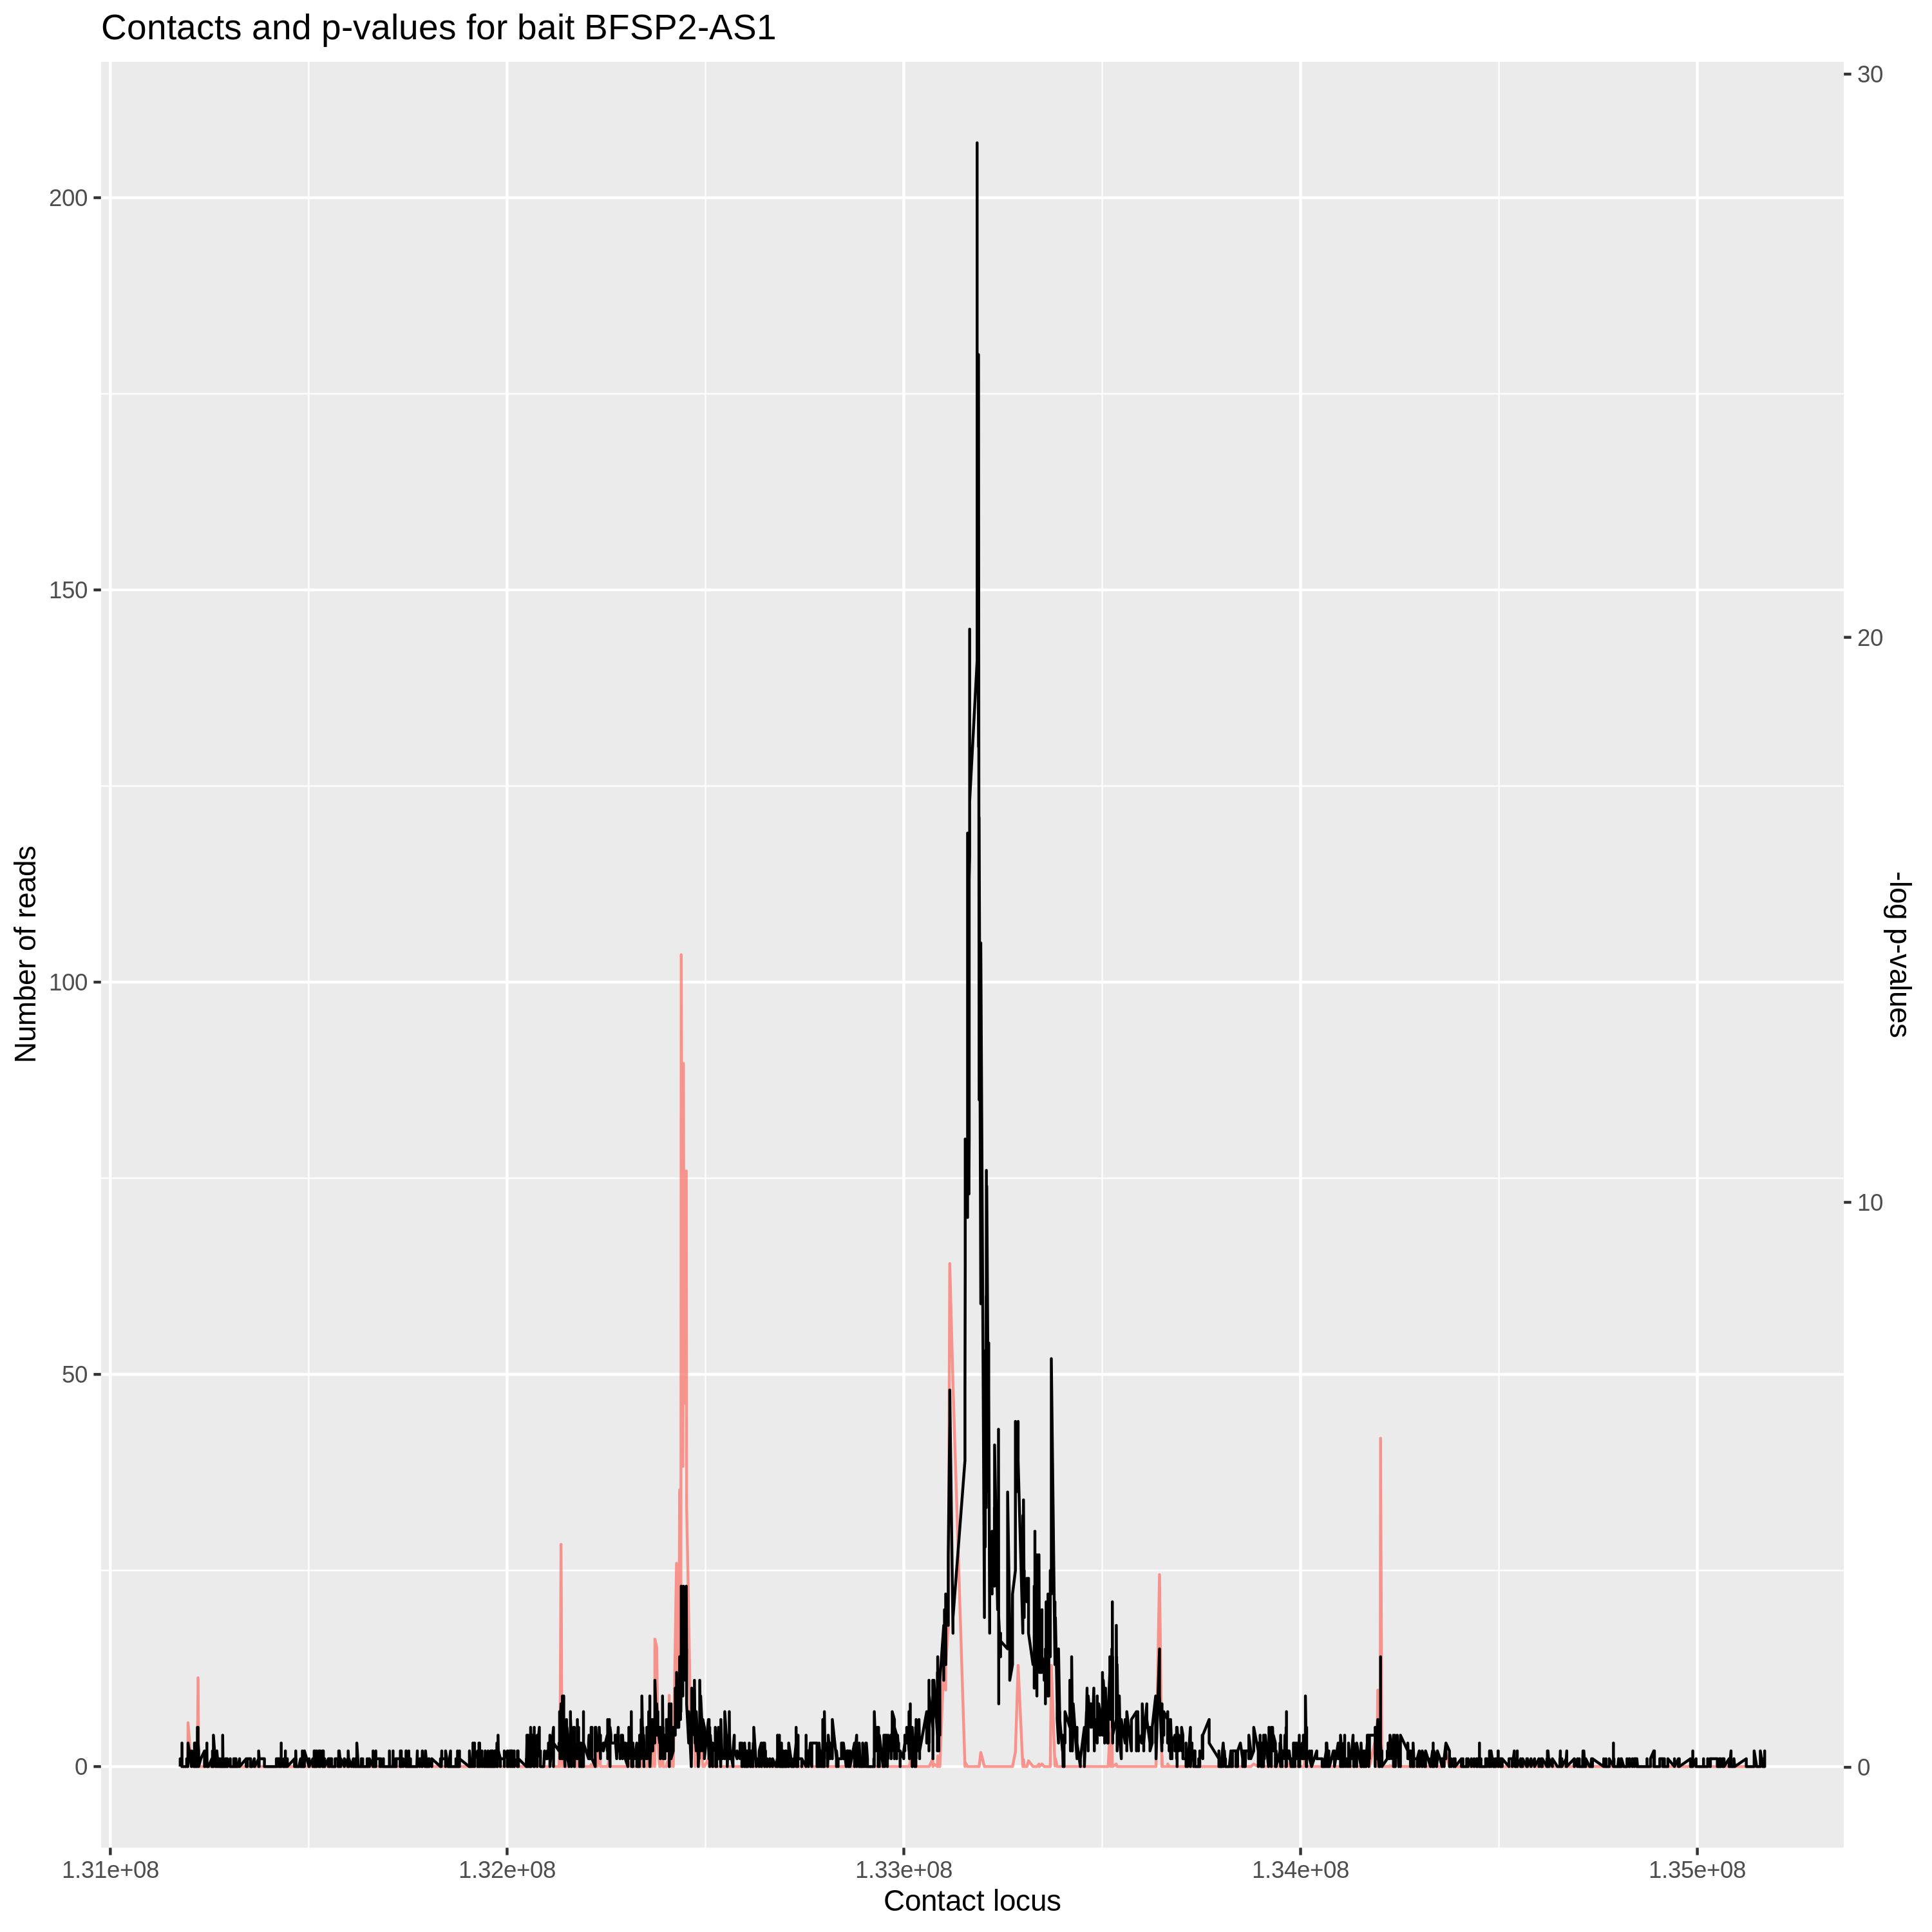 Contacts and p-values for bait BFSP2-AS1
30
200
150
20
Number of reads
-log p-values
100
10
50
0
0
1.31e+08
1.32e+08
1.33e+08
1.34e+08
1.35e+08
Contact locus